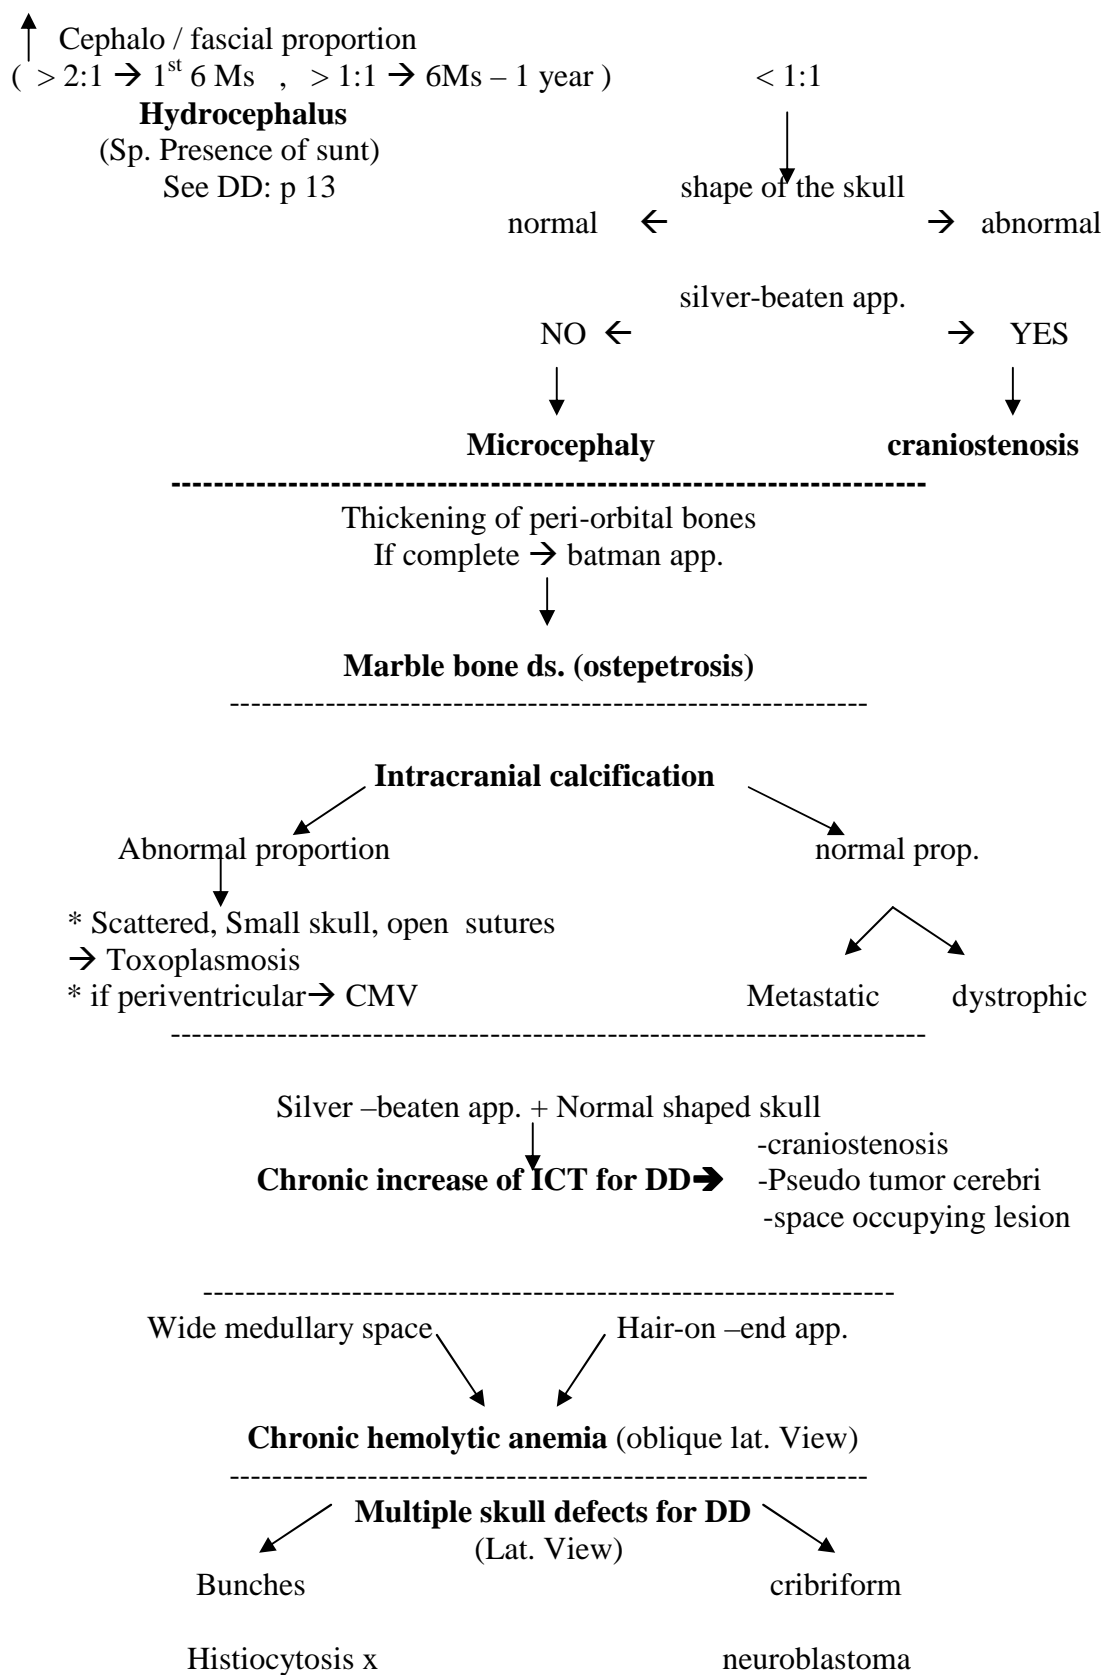 ↑ Cephalo / fascial proportion
( > 2:1 → 1st 6 Ms , > 1:1 → 6Ms – 1 year ) < 1:1
Hydrocephalus
(Sp. Presence of sunt)
See DD: p 13 shape of the skull
normal ← → abnormal
silver-beaten app.
NO ← → YES
Microcephaly craniostenosis
------------------------------------------------------------------------
Thickening of peri-orbital bones
If complete → batman app.
Marble bone ds. (ostepetrosis)
-------------------------------------------------------------
Intracranial calcification
Abnormal proportion normal prop.
* Scattered, Small skull, open sutures
→ Toxoplasmosis
* if periventricular→ CMV Metastatic dystrophic
------------------------------------------------------------------------
Silver –beaten app. + Normal shaped skull
-craniostenosis
Chronic increase of ICT for DD➔ -Pseudo tumor cerebri
-space occupying lesion
------------------------------------------------------------------
Wide medullary space Hair-on –end app.
Chronic hemolytic anemia (oblique lat. View)
-------------------------------------------------------------
Multiple skull defects for DD
(Lat. View)
Bunches cribriform
Histiocytosis x neuroblastoma